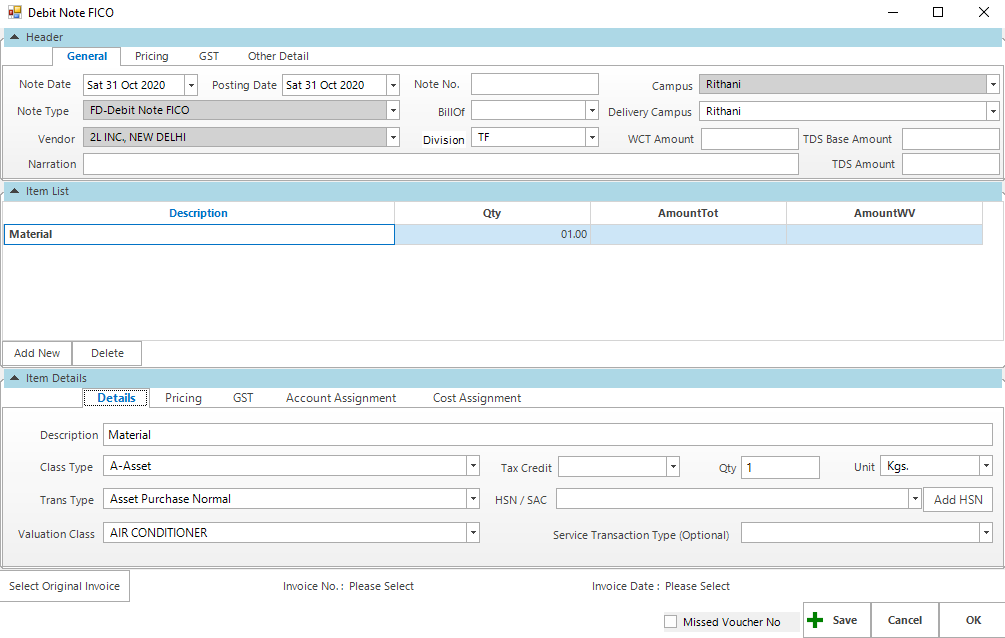 Debit Note FICO
Header
General Pricing GST Other Detail
Note Date Sat 31 Oct 2020 Posting Date Sat 31 Oct 2020 Note No. Campus Rithani
Note Type FD-Debit Note FICO BillOf Delivery Campus Rithani
Vendor 2L INC., NEW DELHI Division TF WCT Amount TDS Base Amount
Narration TDS Amount
Item List
Description Qty AmountTot AmountWV
Material 01.00
Add New Delete
Item Details
Details Pricing GST Account Assignment Cost Assignment
Description Material
Class Type A-Asset Tax Credit Qty 1 Unit Kgs.
Trans Type Asset Purchase Normal HSN / SAC Add HSN
Valuation Class AIR CONDITIONER Service Transaction Type (Optional)
Select Original Invoice Invoice No. : Please Select Invoice Date : Please Select
Missed Voucher No Save Cancel OK